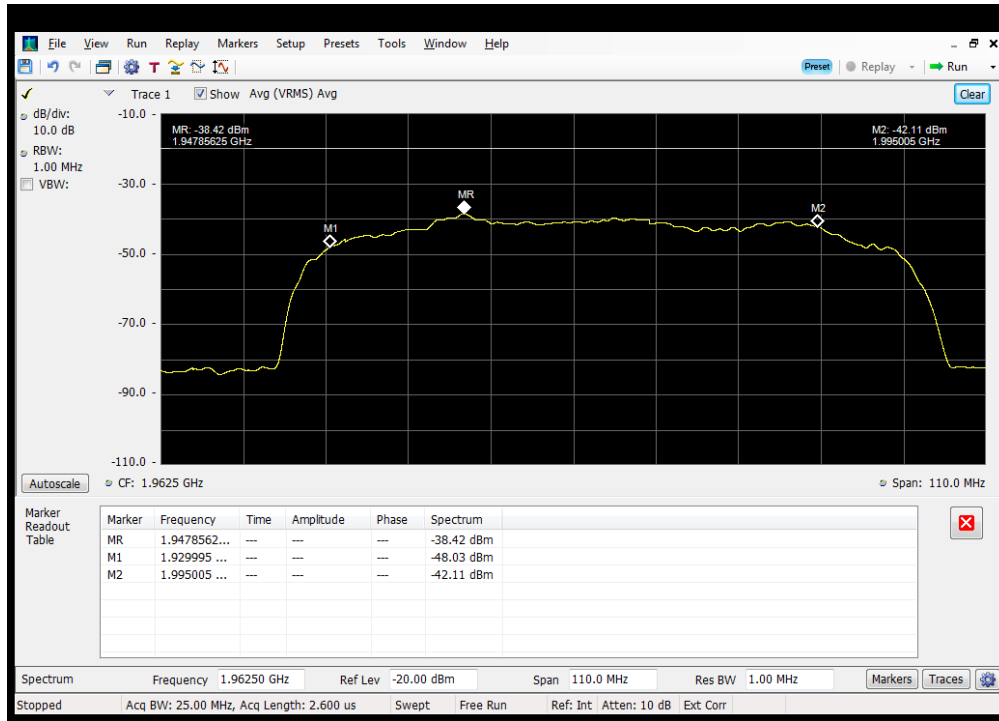 File View Run Replay Markers Setup Presets Tools Window Help
T Preset Replay Run
Trace 1 Show Avg (VRMS) Avg Clear
dB/div:
10.0 dB
RBW:
1.00 MHz
VBW:
-10.0 -
-30.0 -
-50.0 -
-70.0 -
-90.0 -
-110.0 -
MR: -38.42 dBm
1.94785625 GHz
M2: -42.11 dBm
1.995005 GHz
MR
M2
M1
Autoscale CF: 1.9625 GHz Span: 110.0 MHz
Marker
Readout
Table
Marker Frequency Time Amplitude Phase Spectrum
MR 1.9478562... --- --- --- -38.42 dBm
M1 1.929995 ... --- --- --- -48.03 dBm
M2 1.995005 ... --- --- --- -42.11 dBm
Spectrum Frequency 1.96250 GHz Ref Lev -20.00 dBm Span 110.0 MHz Res BW 1.00 MHz Markers Traces
Stopped Acq BW: 25.00 MHz, Acq Length: 2.600 us Swept Free Run Ref: Int Atten: 10 dB Ext Corr